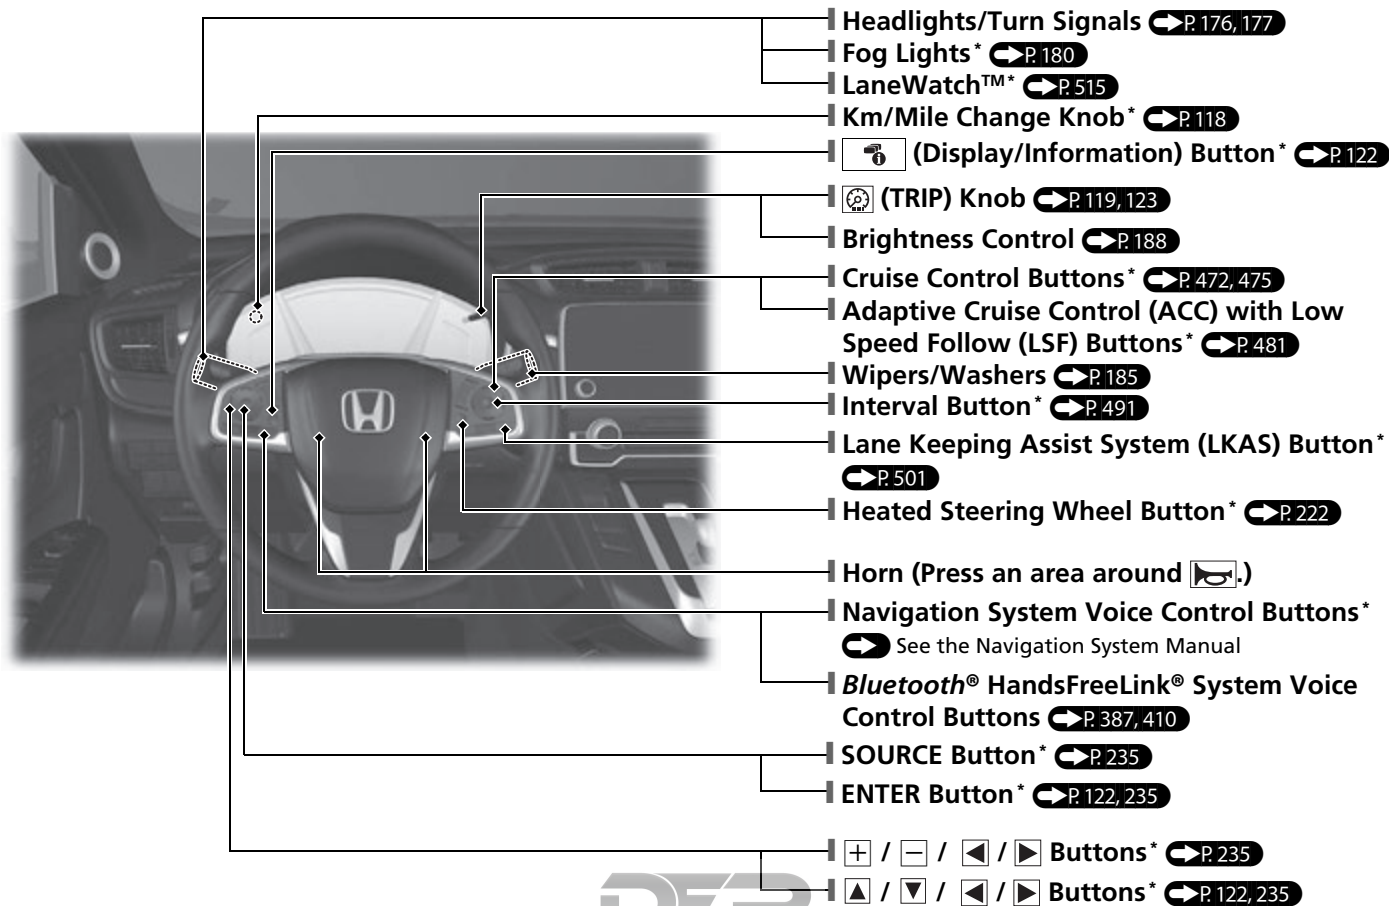 Headlights/Turn Signals P. 176, 177
Fog Lights* P. 180
LaneWatch™* P. 515
Km/Mile Change Knob* P. 118
(Display/Information) Button* P. 122
(TRIP) Knob P. 119, 123
Brightness Control P. 188
Cruise Control Buttons* P. 472, 475
Adaptive Cruise Control (ACC) with Low
Speed Follow (LSF) Buttons* P. 481
Wipers/Washers P. 185
Interval Button* P. 491
Lane Keeping Assist System (LKAS) Button*
P. 501
Heated Steering Wheel Button* P. 222
Horn (Press an area around .)
Navigation System Voice Control Buttons*
See the Navigation System Manual
Bluetooth® HandsFreeLink® System Voice
Control Buttons P. 387, 410
SOURCE Button* P. 235
ENTER Button* P. 122, 235
+ / − / ◀ / ▶ Buttons* P. 235
▲ / ▼ / ◀ / ▶ Buttons* P. 122, 235